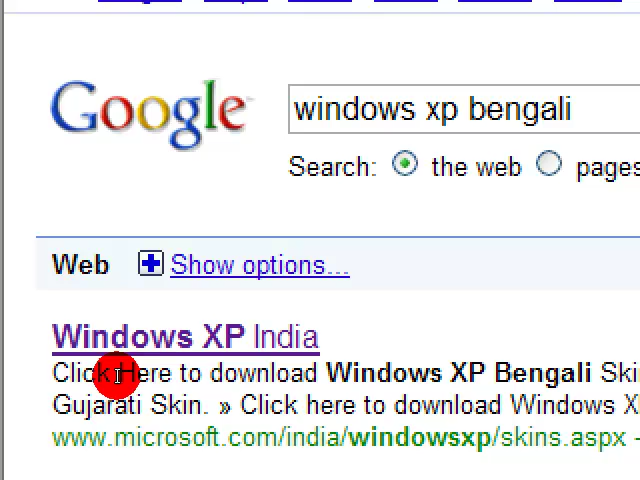 Google
windows xp bengali
Search: the web pages
Web Show options...
Windows XP India
Click Here to download Windows XP Bengali Ski
Gujarati Skin. » Click here to download Windows X
www.microsoft.com/india/windowsxp/skins.aspx -